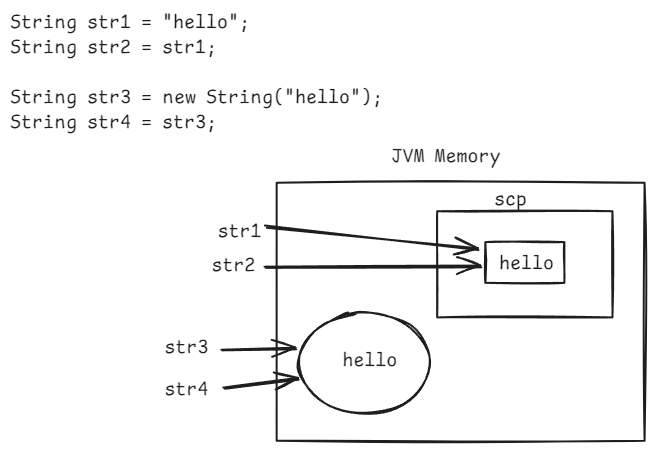 String str1 = "hello";
String str2 = str1;
String str3 = new String("hello");
String str4 = str3;
JVM Memory
scp
str1
hello
str2
str3
hello
str4